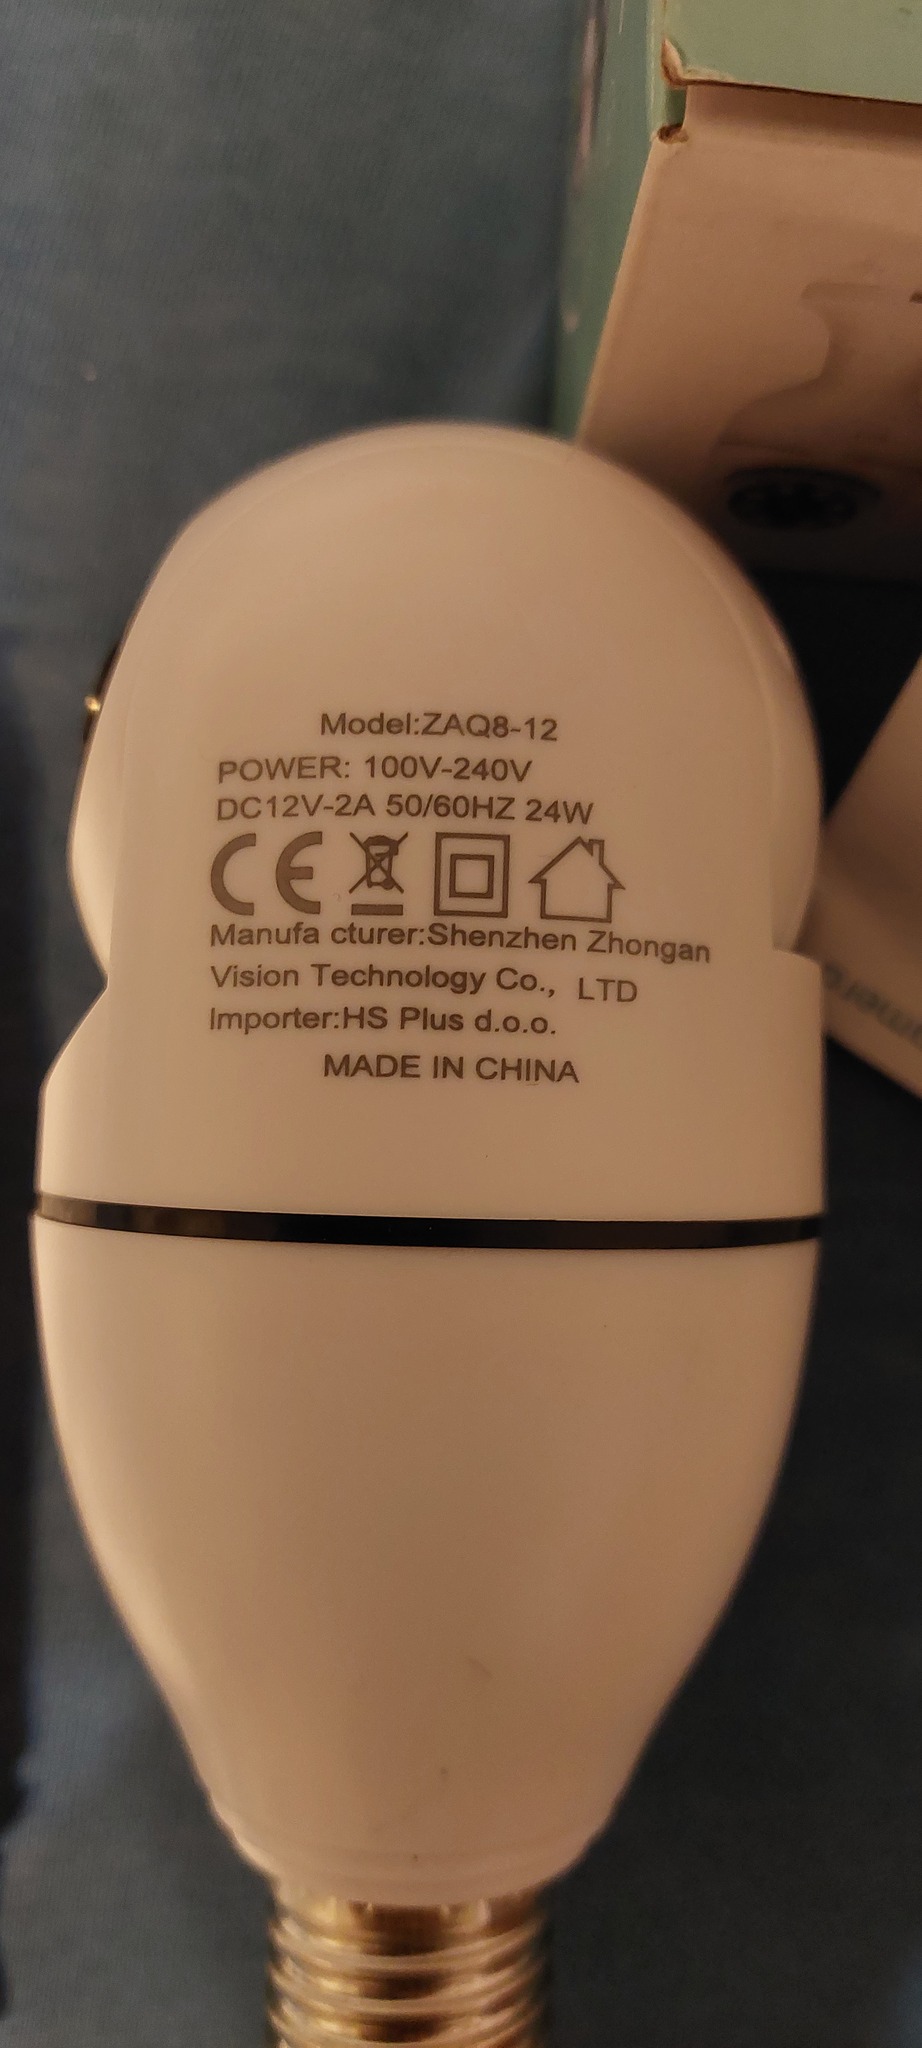 Model:ZAQ8-12
POWER: 100V-240V
DC12V-2A 50/60HZ 24W
CE
Manufa cturer:Shenzhen Zhongan
Vision Technology Co., LTD
Importer:HS Plus d.o.o.
MADE IN CHINA